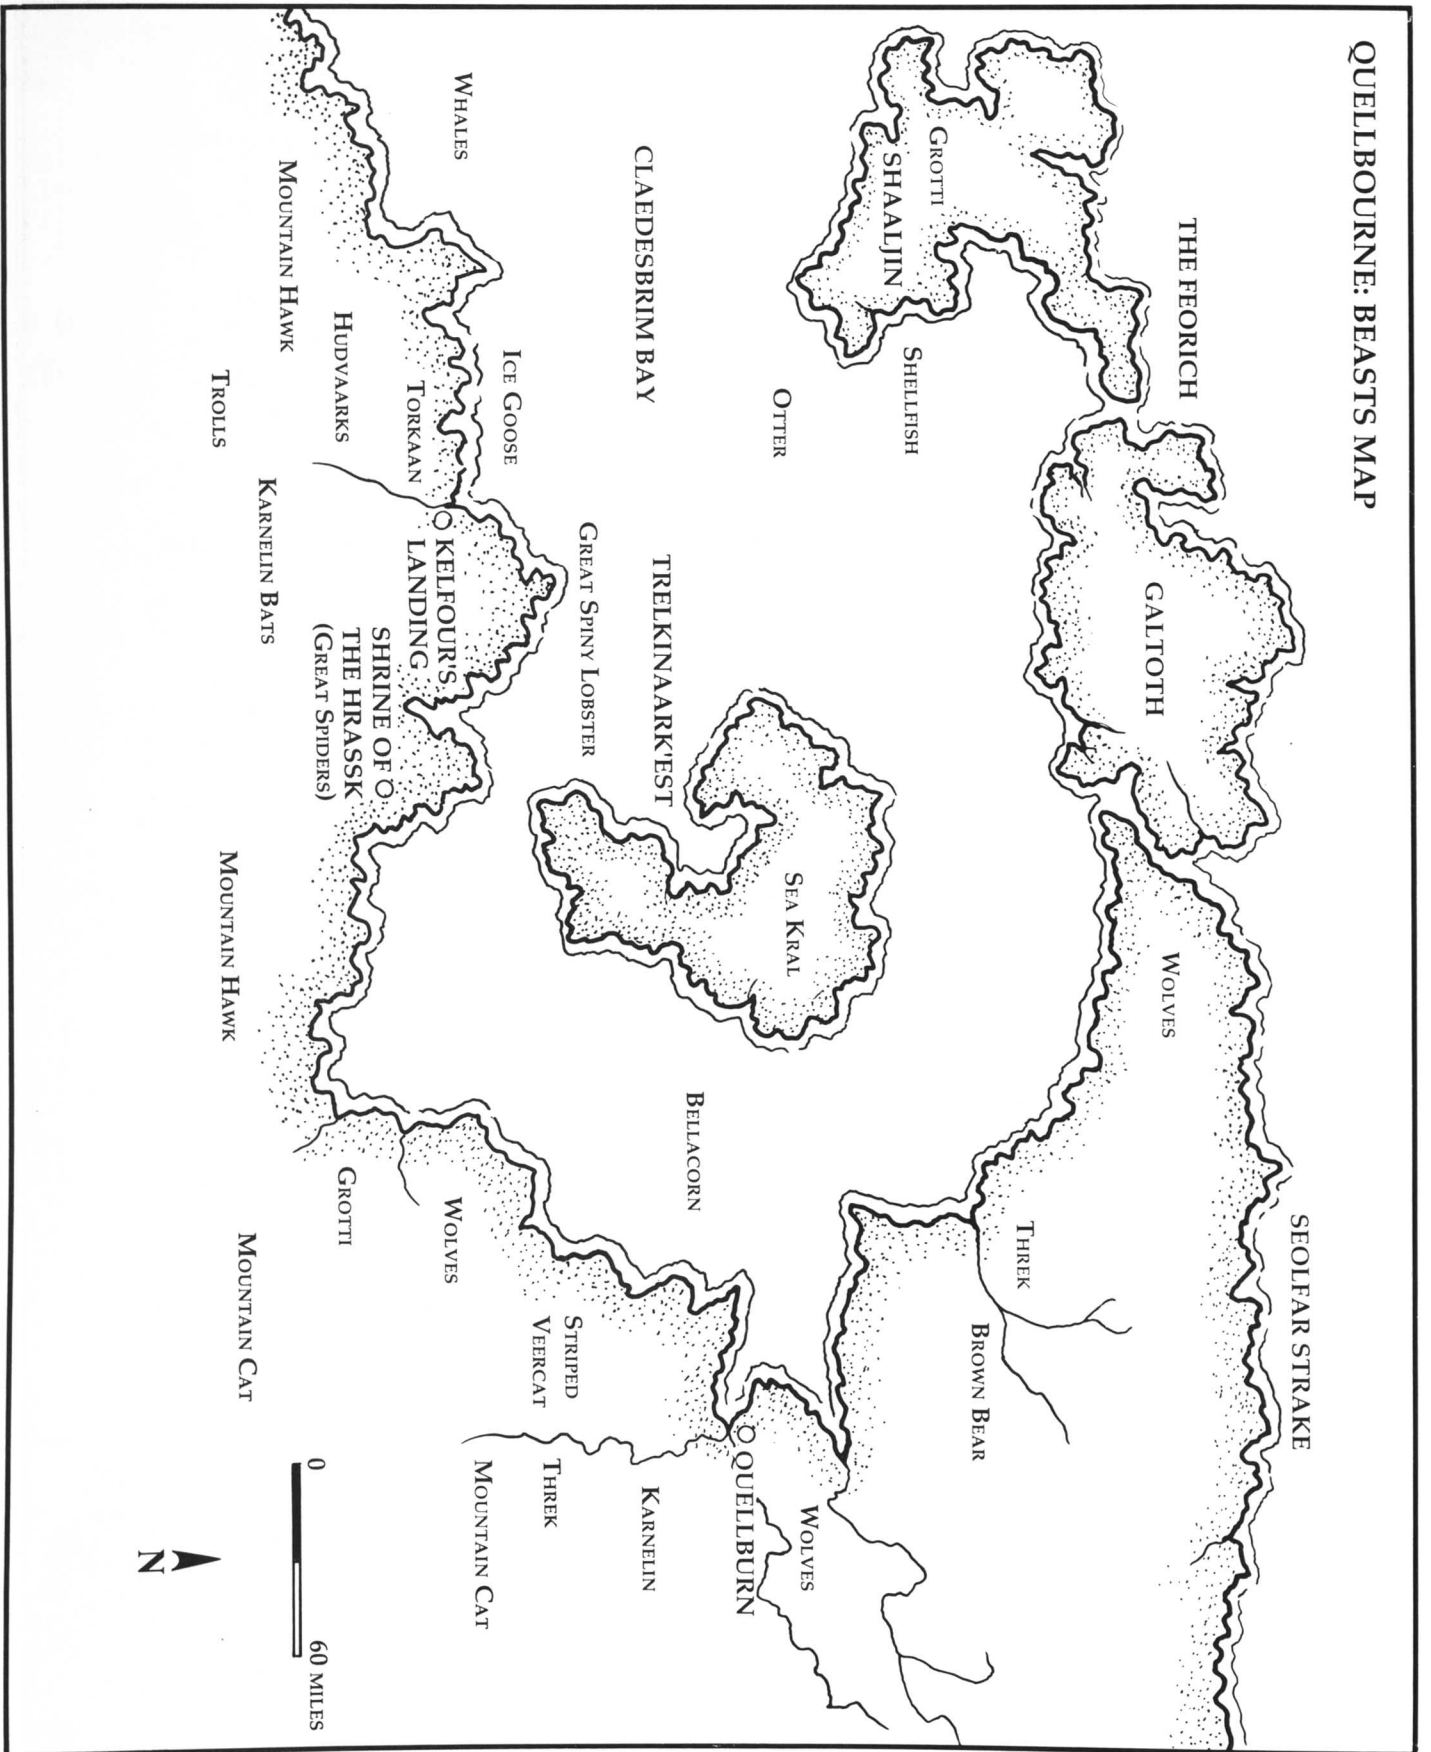 QUELLBOURNE: BEASTS MAP
THE FEORICH
SEOLFAR STRAKE
GALTOTH
WOLVES
THREK
BROWN BEAR
GROTTI
SHAALJIN
SHELLFISH
OTTER
SEA KRAL
CLAEDESBRIM BAY
TRELKINAARK'EST
BELLACORN
WOLVES
QUELLBURN
KARNELIN
GREAT SPINY LOBSTER
STRIPED
VEERCAT
THREK
MOUNTAIN CAT
WHALES
ICE GOOSE
TORKAAN
KELFOUR'S
LANDING
WOLVES
SHRINE OF
THE HRASSK
(GREAT SPIDERS)
GROTTI
HUDVAARKS
MOUNTAIN HAWK
KARNELIN BATS
TROLLS
MOUNTAIN HAWK
MOUNTAIN CAT
0
60 MILES
N